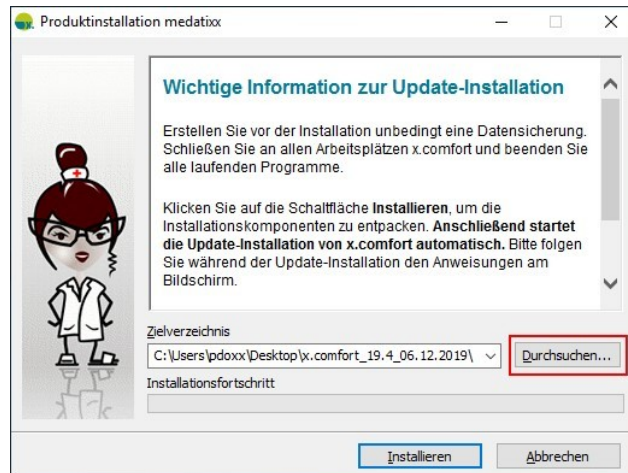 Produktinstallation medatixx
Wichtige Information zur Update-Installation
Erstellen Sie vor der Installation unbedingt eine Datensicherung.
Schließen Sie an allen Arbeitsplätzen x.comfort und beenden Sie
alle laufenden Programme.
Klicken Sie auf die Schaltfläche Installieren, um die
Installationskomponenten zu entpacken. Anschließend startet
die Update-Installation von x.comfort automatisch. Bitte folgen
Sie während der Update-Installation den Anweisungen am
Bildschirm.
Zielverzeichnis
C:\Users\pdoxx\Desktop\x.comfort_19.4_06.12.2019\
Durchsuchen...
Installationsfortschritt
Installieren
Abbrechen